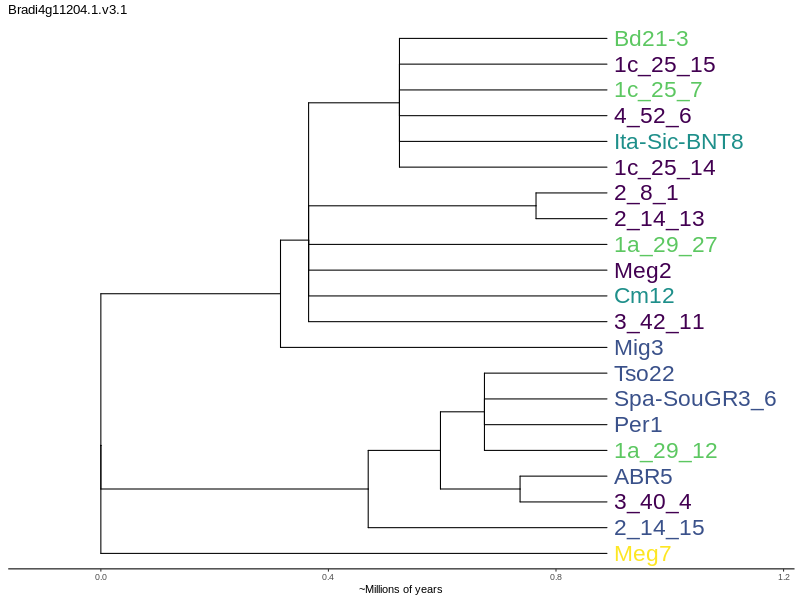 Bradi4g11204.1.v3.1
Bd21-3
1c_25_15
1c_25_7
4_52_6
Ita-Sic-BNT8
1c_25_14
2_8_1
2_14_13
1a_29_27
Meg2
Cm12
3_42_11
Mig3
Tso22
Spa-SouGR3_6
Per1
1a_29_12
ABR5
3_40_4
2_14_15
Meg7
0.0 0.4 0.8 1.2
~Millions of years